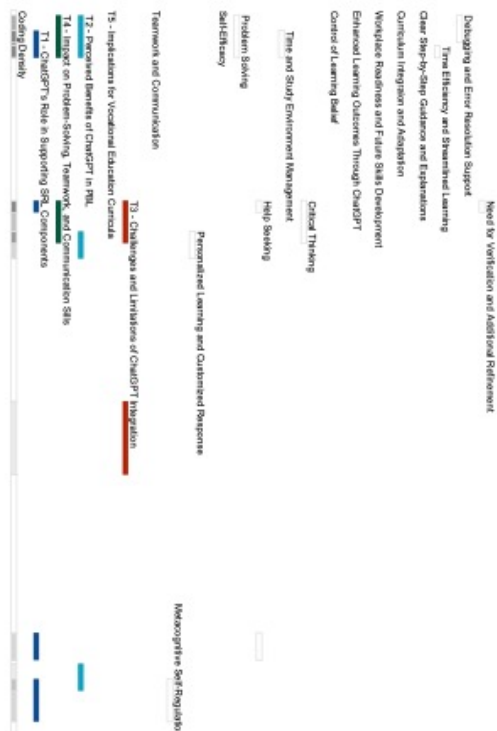 Need for Verification and Additional Refinement
Debugging and Error Resolution Support
Time Efficiency and Streamlined Learning
Clear Step-by-Step Guidance and Explanations
Curriculum Integration and Adaptation
Workplace Readiness and Future Skills Development
Enhanced Learning Outcomes Through ChatGPT
Control of Learning Belief
Critical Thinking
Time and Study Environment Management
Help Seeking
Problem Solving
Self-Efficacy
Personalized Learning and Customized Response
Metacognitive Self-Regulatio
Teamwork and Communication
T3 - Challenges and Limitations of ChatGPT Integration
T5 - Implications for Vocational Education Curricula
T2 - Perceived Benefits of ChatGPT in PBL
T4 - Impact on Problem-Solving, Teamwork, and Communication Sills
T1 - ChatGPT's Role in Supporting SRL Components
Coding Density